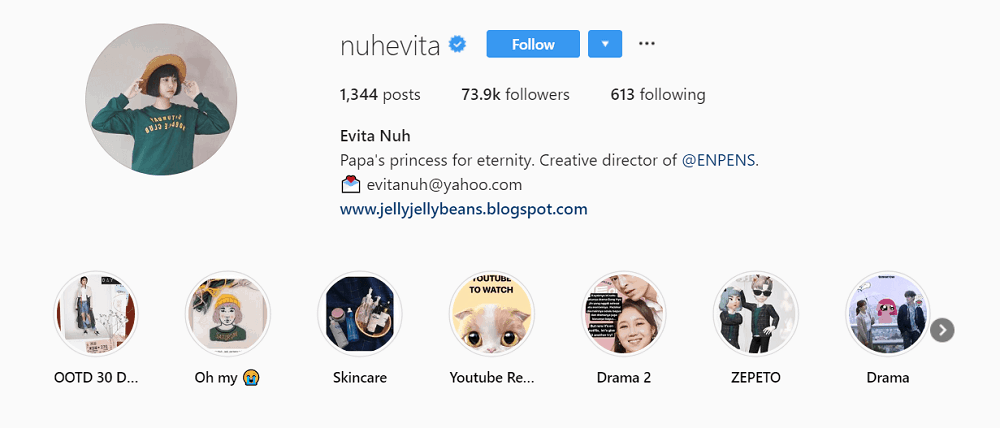 nuhevita Follow
1,344 posts 73.9k followers 613 following
Evita Nuh
Papa's princess for eternity. Creative director of @ENPENS.
💌 evitanuh@yahoo.com
www.jellyjellybeans.blogspot.com
YOUTUBE
TO WATCH
OOTD 30 D... Oh my 😭 Skincare Youtube Re... Drama 2 ZEPETO Drama